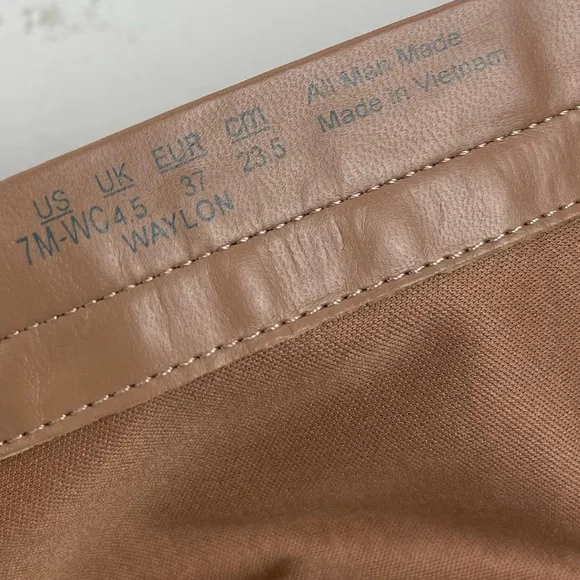 US UK EUR cm
7M-WC 4.5 37 23.5
WAYLON
All Man Made
Made in Vietnam